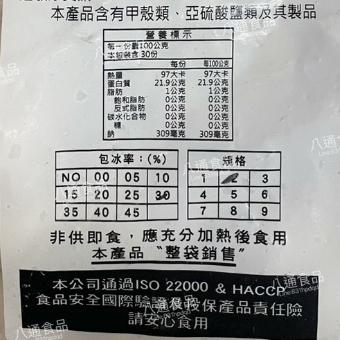 本產品含有甲殼類、亞硫酸鹽類及其製品
營養標示
每一份量100公克
本包裝含 30份
每份 每100公克
熱量 97大卡 97大卡
蛋白質 21.9公克 21.9公克
脂肪 1公克 1公克
飽和脂肪 0公克 0公克
反式脂肪 0公克 0公克
碳水化合物 0公克 0公克
糖 0公克 0公克
鈉 309毫克 309毫克
包冰率：(%)
NO 00 05 10
15 20 25 30
35 40 45
規格
1 3
4 5 6
7 8 9
非供即食，應充分加熱後食用
本產品〝整袋銷售〞
本公司通過ISO 22000 & HACCP
食品安全國際驗證及投保產品責任險
請安心食用
八通食品
八通食品
八通食品
八通食品
八通食品